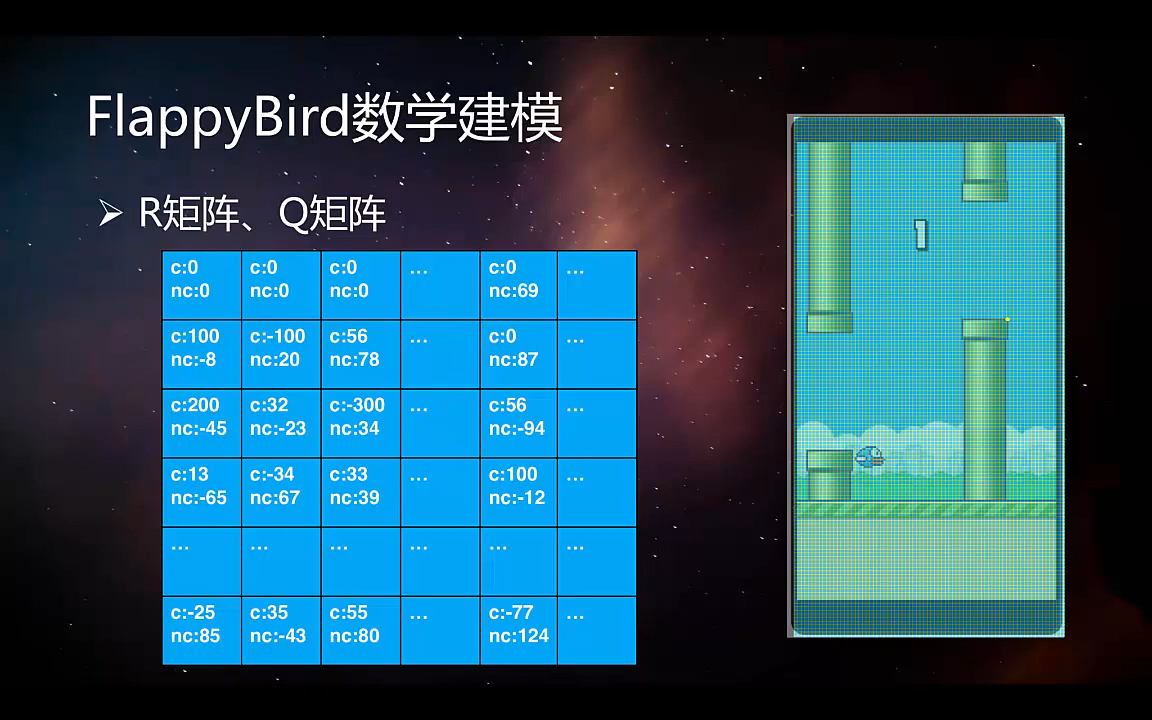 FlappyBird数学建模
➢ R矩阵、Q矩阵
c:0 c:0 c:0 ... c:0 ...
nc:0 nc:0 nc:0 nc:69
c:100 c:-100 c:56 ... c:0 ...
nc:-8 nc:20 nc:78 nc:87
c:200 c:32 c:-300 ... c:56 ...
nc:-45 nc:-23 nc:34 nc:-94
c:13 c:-34 c:33 ... c:100 ...
nc:-65 nc:67 nc:39 nc:-12
... ... ... ... ... ...
c:-25 c:35 c:55 ... c:-77 ...
nc:85 nc:-43 nc:80 nc:124
1